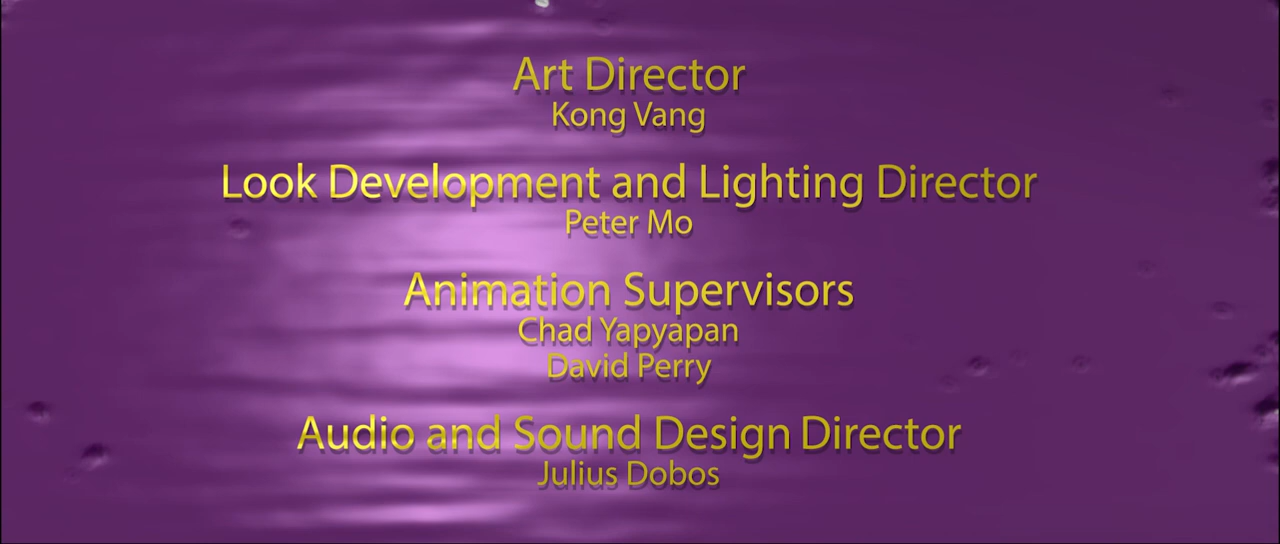 Art Director
Kong Vang
Look Development and Lighting Director
Peter Mo
Animation Supervisors
Chad Yapyapan
David Perry
Audio and Sound Design Director
Julius Dobos